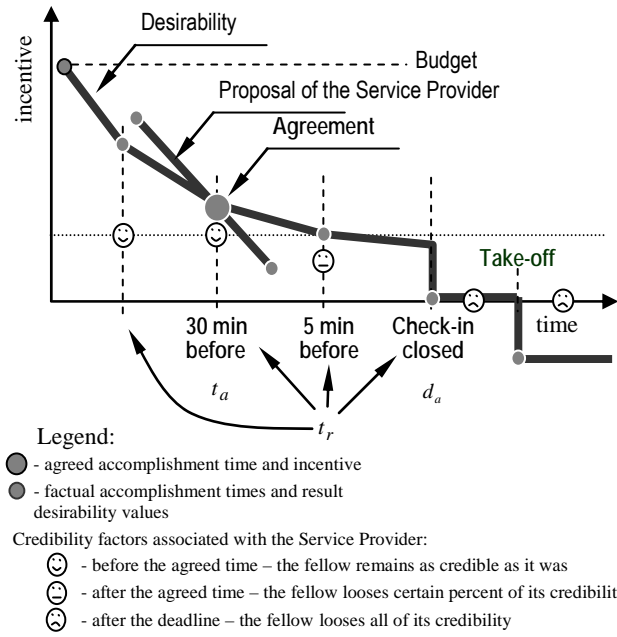 Desirability
Budget
incentive
Proposal of the Service Provider
Agreement
Take-off
30 min before
5 min before
Check-in closed
time
t_a
d_a
t_r
Legend:
- agreed accomplishment time and incentive
- factual accomplishment times and result
desirability values
Credibility factors associated with the Service Provider:
- before the agreed time – the fellow remains as credible as it was
- after the agreed time – the fellow looses certain percent of its credibilit
- after the deadline – the fellow looses all of its credibility